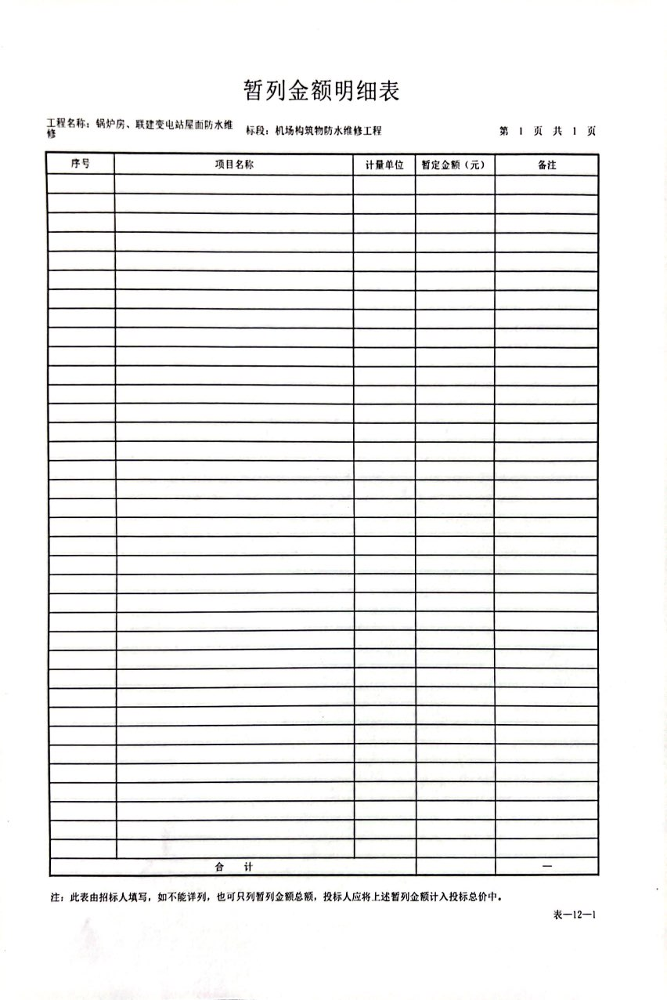 暂列金额明细表
工程名称：锅炉房、联建变电站屋面防水维
修
标段：机场构筑物防水维修工程
第 1 页 共 1 页
序号 项目名称 计量单位 暂定金额（元） 备注
合 计 —
注：此表由招标人填写，如不能详列，也可只列暂列金额总额，投标人应将上述暂列金额计入投标总价中。
表—12—1